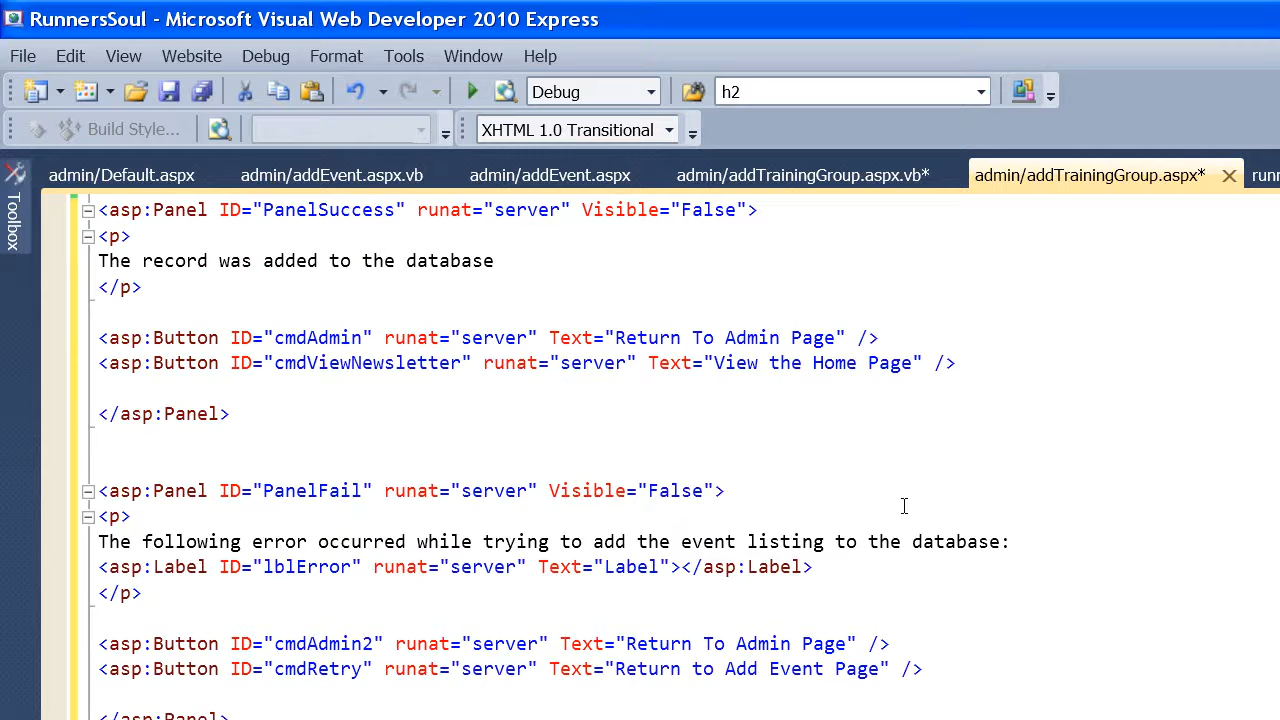 RunnersSoul - Microsoft Visual Web Developer 2010 Express
File Edit View Website Debug Format Tools Window Help
Debug h2
Build Style... XHTML 1.0 Transitional
Toolbox
admin/Default.aspx admin/addEvent.aspx.vb admin/addEvent.aspx admin/addTrainingGroup.aspx.vb* admin/addTrainingGroup.aspx* runn
<asp:Panel ID="PanelSuccess" runat="server" Visible="False">
<p>
The record was added to the database
</p>
<asp:Button ID="cmdAdmin" runat="server" Text="Return To Admin Page" />
<asp:Button ID="cmdViewNewsletter" runat="server" Text="View the Home Page" />
</asp:Panel>
<asp:Panel ID="PanelFail" runat="server" Visible="False">
<p>
The following error occurred while trying to add the event listing to the database:
<asp:Label ID="lblError" runat="server" Text="Label"></asp:Label>
</p>
<asp:Button ID="cmdAdmin2" runat="server" Text="Return To Admin Page" />
<asp:Button ID="cmdRetry" runat="server" Text="Return to Add Event Page" />
</asp:Panel>